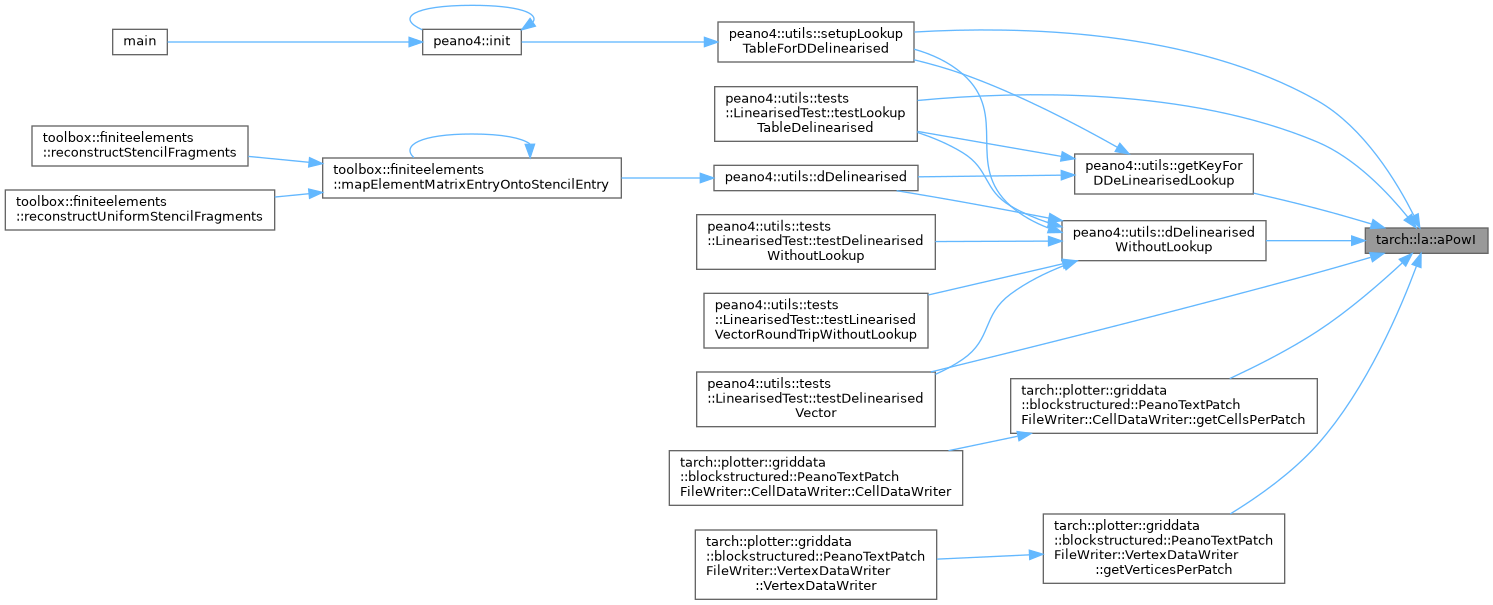 main
peano4::init
peano4::utils::setupLookup
TableForDDelinearised
peano4::utils::tests
::LinearisedTest::testLookup
TableDelinearised
toolbox::finiteelements
::reconstructStencilFragments
toolbox::finiteelements
::mapElementMatrixEntryOntoStencilEntry
peano4::utils::dDelinearised
peano4::utils::getKeyFor
DDeLinearisedLookup
toolbox::finiteelements
::reconstructUniformStencilFragments
peano4::utils::tests
::LinearisedTest::testDelinearised
WithoutLookup
peano4::utils::dDelinearised
WithoutLookup
tarch::la::aPowI
peano4::utils::tests
::LinearisedTest::testLinearised
VectorRoundTripWithoutLookup
peano4::utils::tests
::LinearisedTest::testDelinearised
Vector
tarch::plotter::griddata
::blockstructured::PeanoTextPatch
FileWriter::CellDataWriter::getCellsPerPatch
tarch::plotter::griddata
::blockstructured::PeanoTextPatch
FileWriter::CellDataWriter::CellDataWriter
tarch::plotter::griddata
::blockstructured::PeanoTextPatch
FileWriter::VertexDataWriter
::getVerticesPerPatch
tarch::plotter::griddata
::blockstructured::PeanoTextPatch
FileWriter::VertexDataWriter
::VertexDataWriter